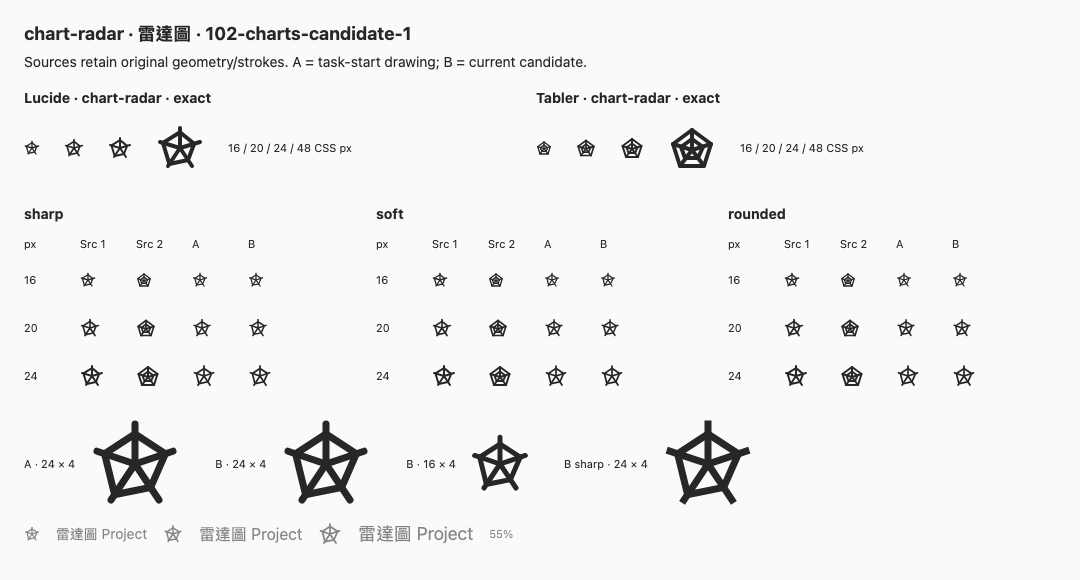 chart-radar · 雷達圖 · 102-charts-candidate-1
Sources retain original geometry/strokes. A = task-start drawing; B = current candidate.
Lucide · chart-radar · exact
Tabler · chart-radar · exact
16 / 20 / 24 / 48 CSS px
16 / 20 / 24 / 48 CSS px
sharp
soft
rounded
px Src 1 Src 2 A B
px Src 1 Src 2 A B
px Src 1 Src 2 A B
16
16
16
20
20
20
24
24
24
A · 24 × 4
B · 24 × 4
B · 16 × 4
B sharp · 24 × 4
雷達圖 Project
雷達圖 Project
雷達圖 Project
55%